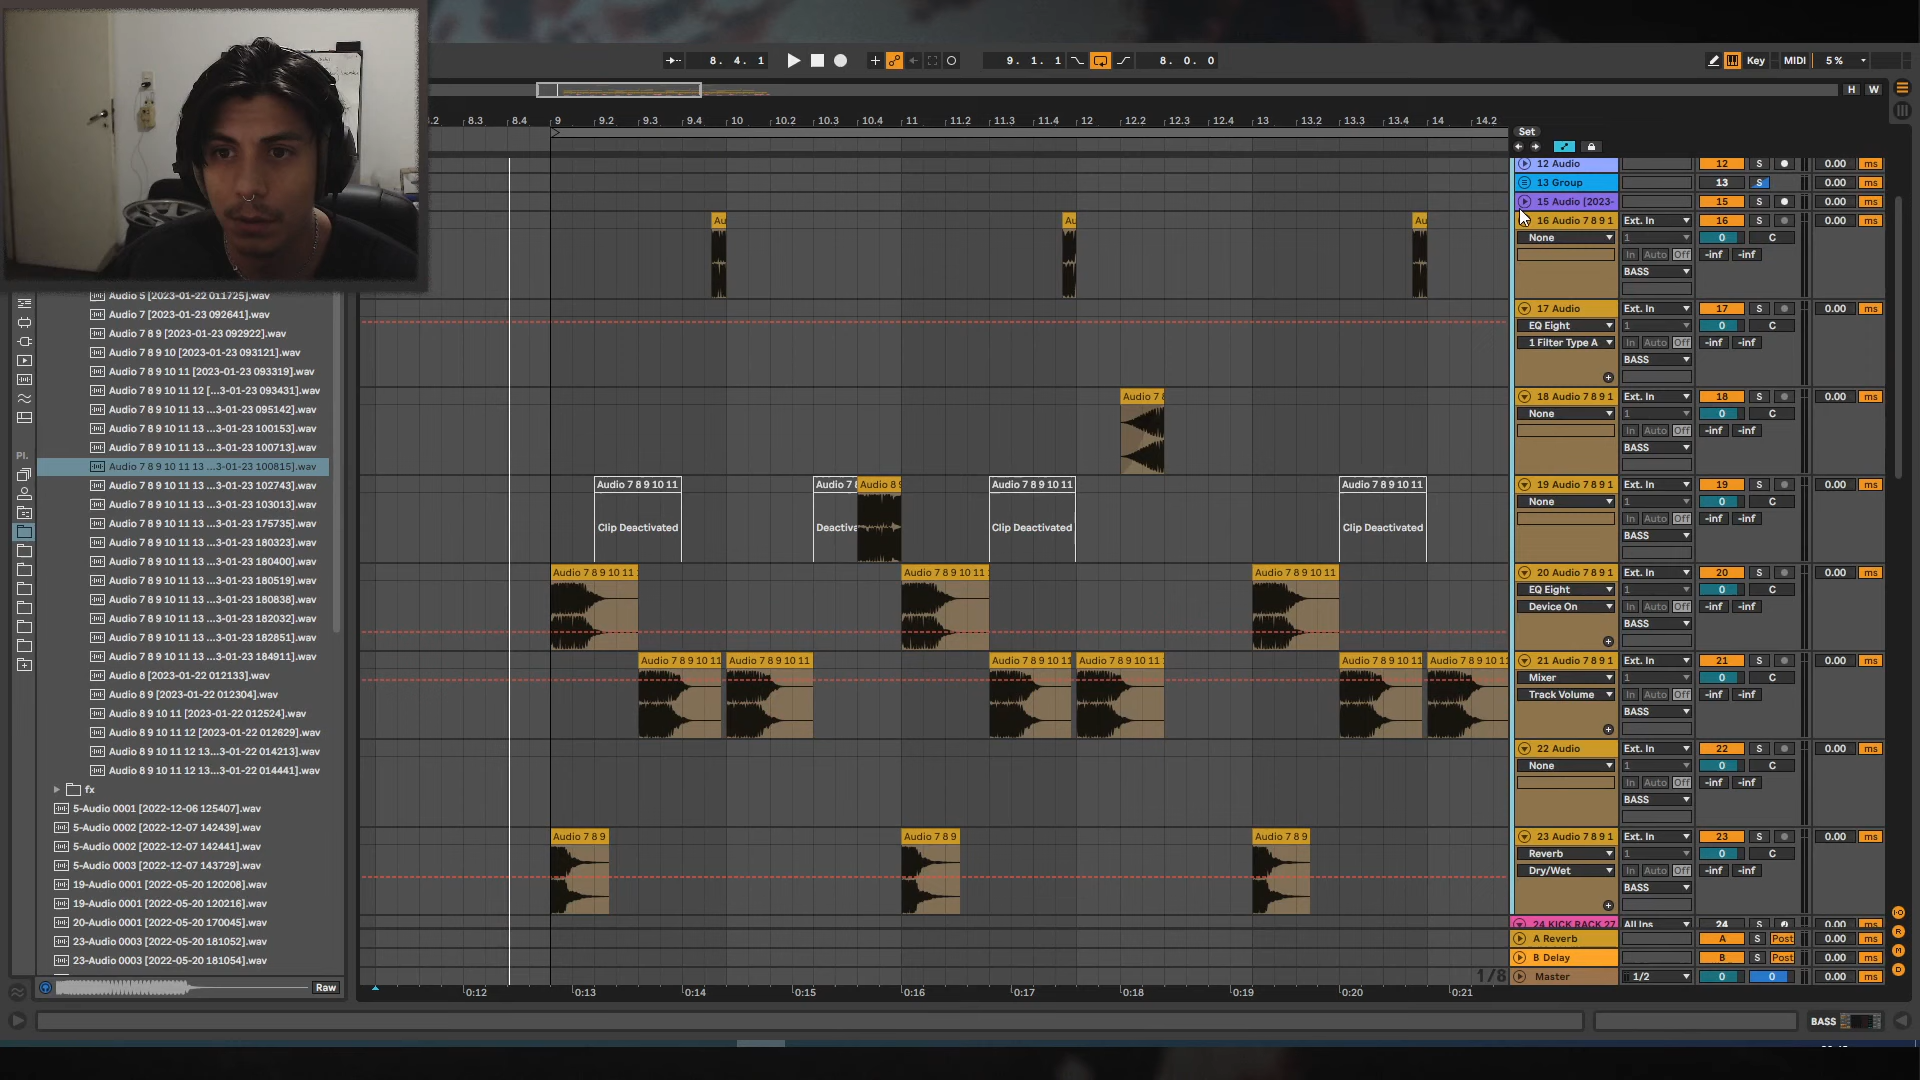 8. 4. 1
9. 1. 1
8. 0. 0
Key
MIDI
5 %
H
W
8.3
8.4
9
9.2
9.3
9.4
10
10.2
10.3
10.4
11
11.2
11.3
11.4
12
12.2
12.3
12.4
13
13.2
13.3
13.4
14
14.2
Set
12 Audio
12
S
0.00
ms
13 Group
13
S
0.00
ms
15 Audio [2023-
15
S
0.00
ms
Au
Au
Au
16 Audio 7 8 9 1
Ext. In
16
S
0.00
ms
None
1
0
C
In
Auto
Off
-inf
-inf
BASS
17 Audio
Ext. In
17
S
0.00
ms
EQ Eight
1
0
C
1 Filter Type A
In
Auto
Off
-inf
-inf
BASS
Audio 7 8
18 Audio 7 8 9 1
Ext. In
18
S
0.00
ms
None
1
0
C
In
Auto
Off
-inf
-inf
BASS
Audio 7 8 9 10 11
Clip Deactivated
Audio 7 8
Deactiva
Audio 8 9
Audio 7 8 9 10 11
Clip Deactivated
Audio 7 8 9 10 11
Clip Deactivated
19 Audio 7 8 9 1
Ext. In
19
S
0.00
ms
None
1
0
C
In
Auto
Off
-inf
-inf
BASS
Audio 7 8 9 10 11
Audio 7 8 9 10 11
Audio 7 8 9 10 11
20 Audio 7 8 9 1
Ext. In
20
S
0.00
ms
EQ Eight
1
0
C
Device On
In
Auto
Off
-inf
-inf
BASS
Audio 7 8 9 10 11
Audio 7 8 9 10 11
Audio 7 8 9 10 11
Audio 7 8 9 10 11
Audio 7 8 9 10 11
Audio 7 8 9 10 11
21 Audio 7 8 9 1
Ext. In
21
S
0.00
ms
Mixer
1
0
C
Track Volume
In
Auto
Off
-inf
-inf
BASS
22 Audio
Ext. In
22
S
0.00
ms
None
1
0
C
In
Auto
Off
-inf
-inf
BASS
Audio 7 8 9
Audio 7 8 9
Audio 7 8 9
23 Audio 7 8 9 1
Ext. In
23
S
0.00
ms
Reverb
1
0
C
Dry/Wet
In
Auto
Off
-inf
-inf
BASS
24 KICK RACK 27
All Ins
24
S
0.00
ms
A Reverb
A
S
Post
0.00
ms
B Delay
B
S
Post
0.00
ms
1/8
Master
1/2
0
0
0.00
ms
0:12
0:13
0:14
0:15
0:16
0:17
0:18
0:19
0:20
0:21
Audio 5 [2023-01-22 011725].wav
Audio 7 [2023-01-23 092641].wav
Audio 7 8 9 [2023-01-23 092922].wav
Audio 7 8 9 10 [2023-01-23 093121].wav
Audio 7 8 9 10 11 [2023-01-23 093319].wav
Audio 7 8 9 10 11 12 [...3-01-23 093431].wav
Audio 7 8 9 10 11 13 ...3-01-23 095142].wav
Audio 7 8 9 10 11 13 ...3-01-23 100153].wav
Audio 7 8 9 10 11 13 ...3-01-23 100713].wav
PL.
Audio 7 8 9 10 11 13 ...3-01-23 100815].wav
Audio 7 8 9 10 11 13 ...3-01-23 102743].wav
Audio 7 8 9 10 11 13 ...3-01-23 103013].wav
Audio 7 8 9 10 11 13 ...3-01-23 175735].wav
Audio 7 8 9 10 11 13 ...3-01-23 180323].wav
Audio 7 8 9 10 11 13 ...3-01-23 180400].wav
Audio 7 8 9 10 11 13 ...3-01-23 180519].wav
Audio 7 8 9 10 11 13 ...3-01-23 180838].wav
Audio 7 8 9 10 11 13 ...3-01-23 182032].wav
Audio 7 8 9 10 11 13 ...3-01-23 182851].wav
Audio 7 8 9 10 11 13 ...3-01-23 184911].wav
Audio 8 [2023-01-22 012133].wav
Audio 8 9 [2023-01-22 012304].wav
Audio 8 9 10 11 [2023-01-22 012524].wav
Audio 8 9 10 11 12 [2023-01-22 012629].wav
Audio 8 9 10 11 12 13...3-01-22 014213].wav
Audio 8 9 10 11 12 13...3-01-22 014441].wav
fx
5-Audio 0001 [2022-12-06 125407].wav
5-Audio 0002 [2022-12-07 142439].wav
5-Audio 0002 [2022-12-07 142441].wav
5-Audio 0003 [2022-12-07 143729].wav
19-Audio 0001 [2022-05-20 120208].wav
19-Audio 0001 [2022-05-20 120216].wav
20-Audio 0001 [2022-05-20 170045].wav
23-Audio 0003 [2022-05-20 181052].wav
23-Audio 0003 [2022-05-20 181054].wav
Raw
BASS